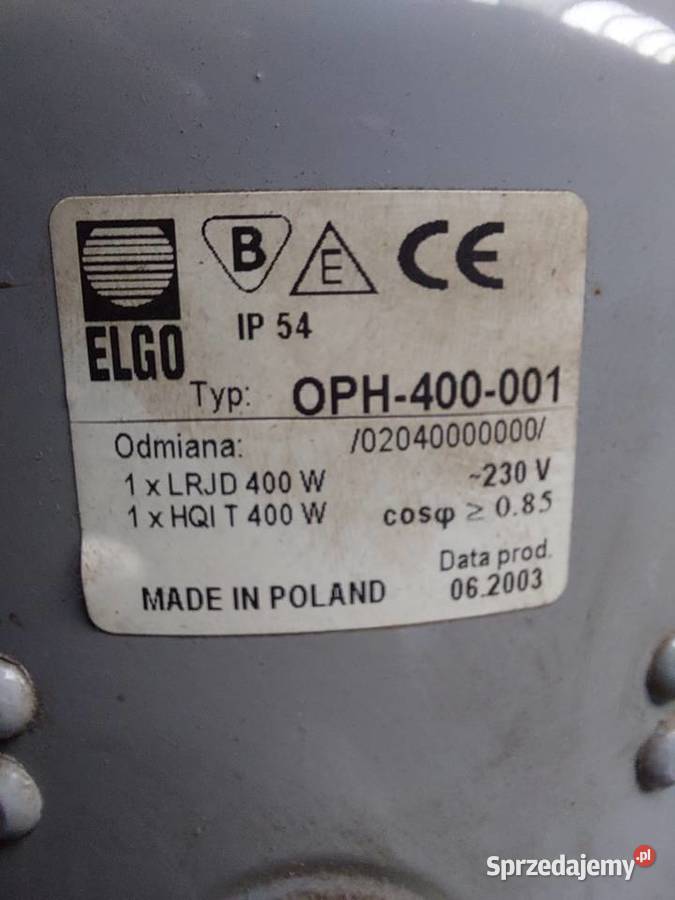 B E CE
IP 54
ELGO
Typ: OPH-400-001
Odmiana: /02040000000/
1 x LRJD 400 W ~230 V
1 x HQI T 400 W cosφ ≥ 0.85
Data prod.
MADE IN POLAND 06.2003
Sprzedajemy.pl